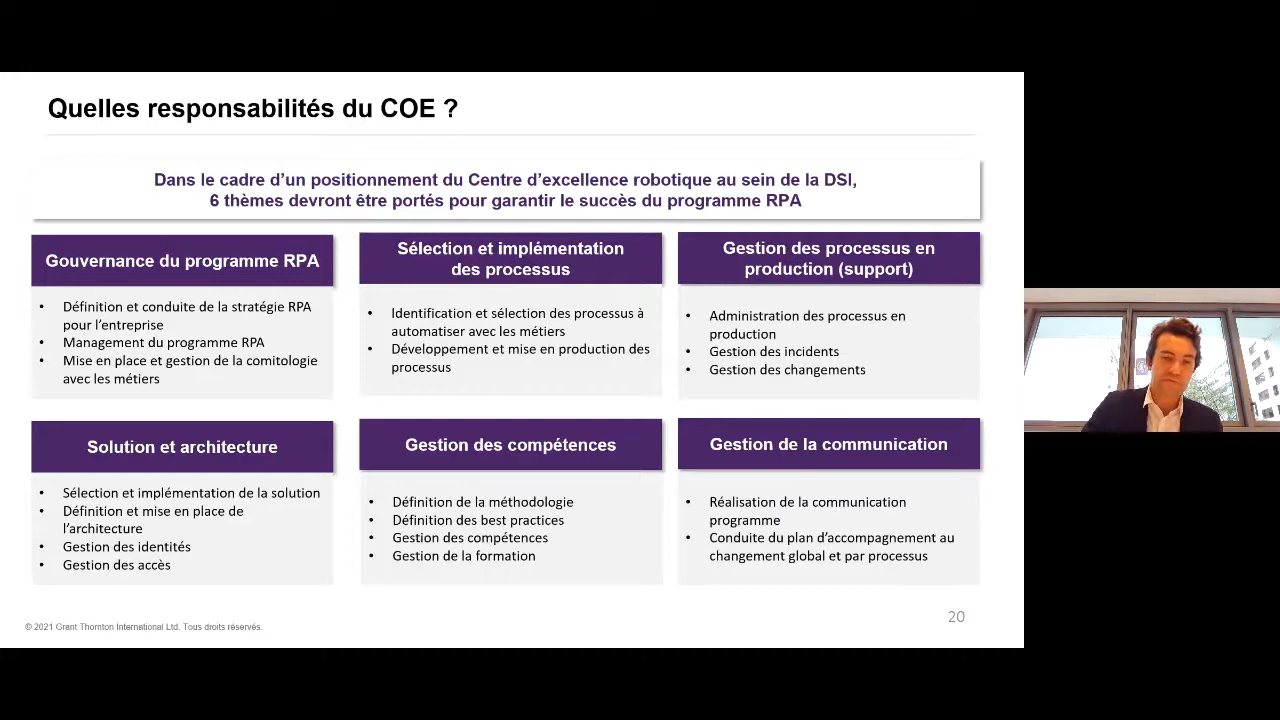 Quelles responsabilités du COE ?
Dans le cadre d'un positionnement du Centre d'excellence robotique au sein de la DSI,
6 thèmes devront être portés pour garantir le succès du programme RPA
Gouvernance du programme RPA
• Définition et conduite de la stratégie RPA
pour l'entreprise
• Management du programme RPA
• Mise en place et gestion de la comitologie
avec les métiers
Sélection et implémentation
des processus
• Identification et sélection des processus à
automatiser avec les métiers
• Développement et mise en production des
processus
Gestion des processus en
production (support)
• Administration des processus en
production
• Gestion des incidents
• Gestion des changements
Solution et architecture
• Sélection et implémentation de la solution
• Définition et mise en place de
l'architecture
• Gestion des identités
• Gestion des accès
Gestion des compétences
• Définition de la méthodologie
• Définition des best practices
• Gestion des compétences
• Gestion de la formation
Gestion de la communication
• Réalisation de la communication
programme
• Conduite du plan d'accompagnement au
changement global et par processus
© 2021 Grant Thornton International Ltd. Tous droits réservés.
20